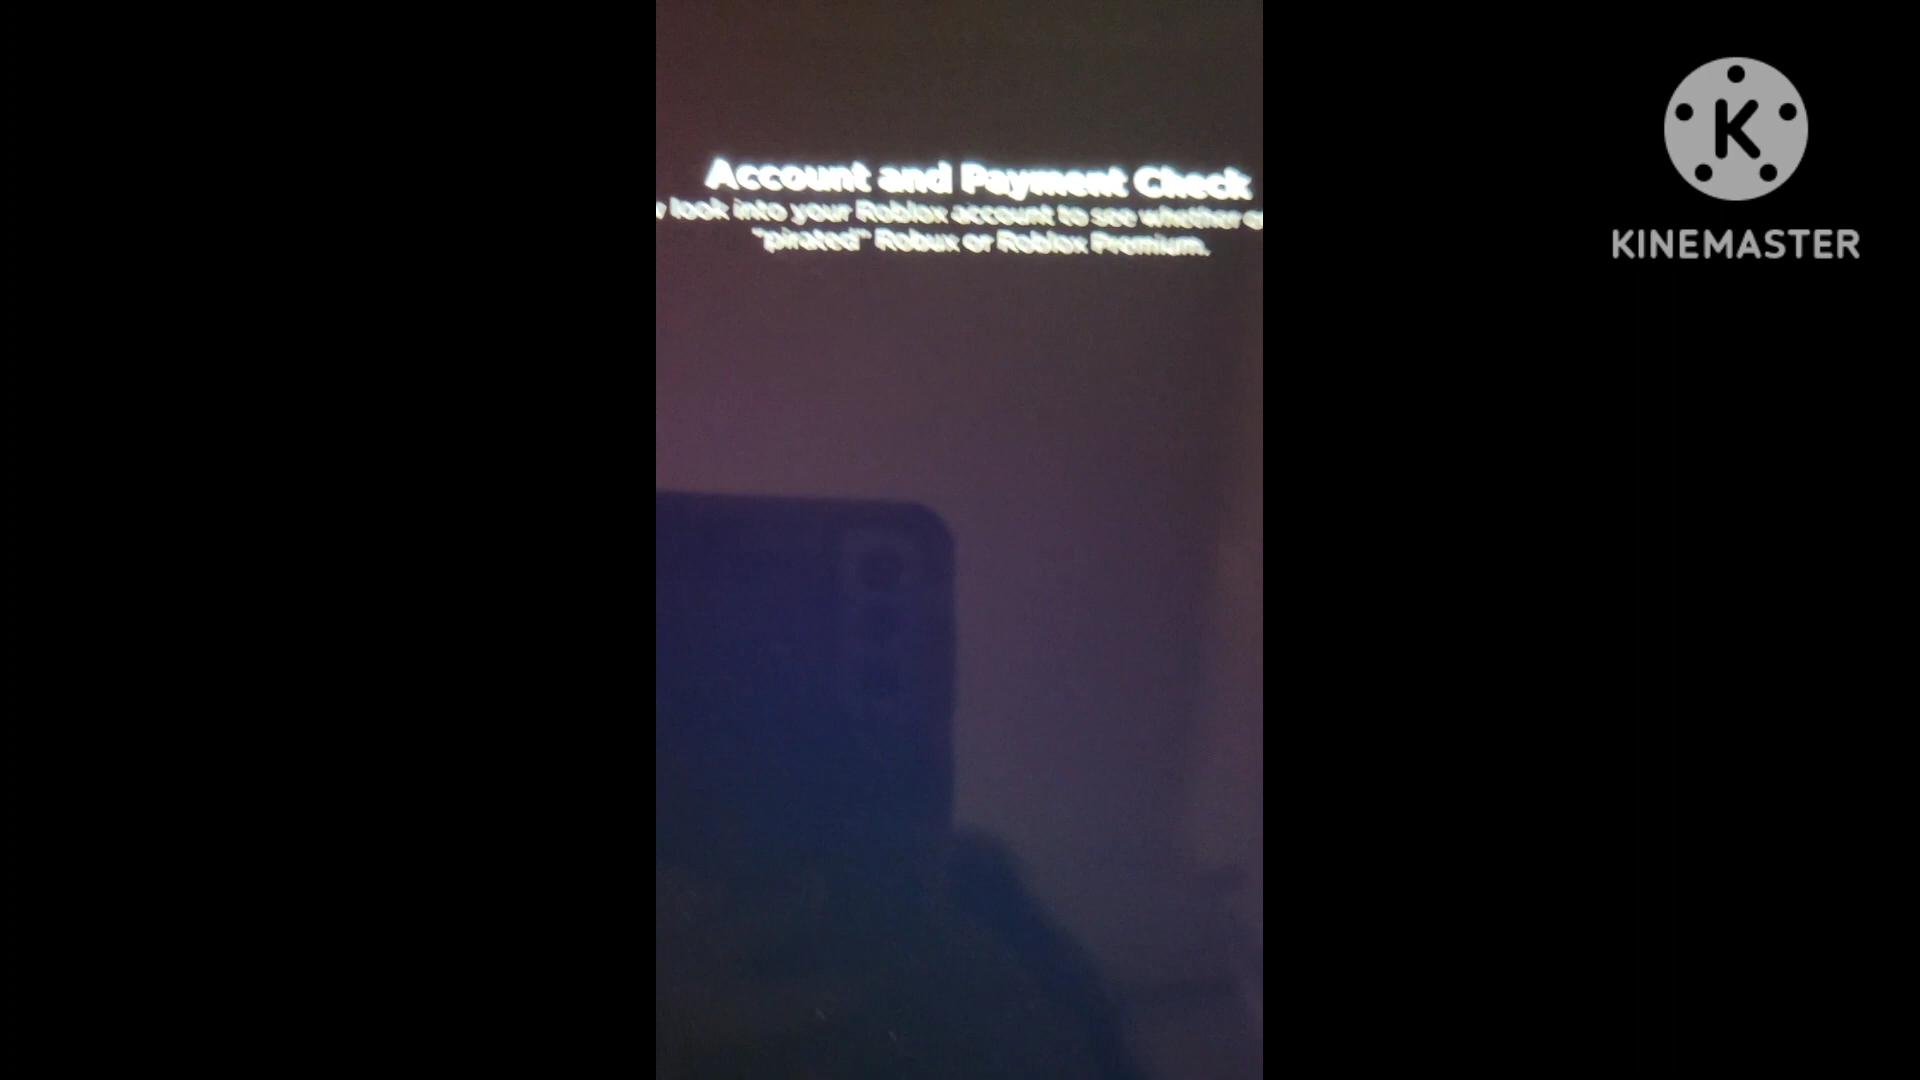 Account and Payment Check
look into your Roblox account to see whether
"pirated" Robux or Roblox Premium.
K
KINEMASTER